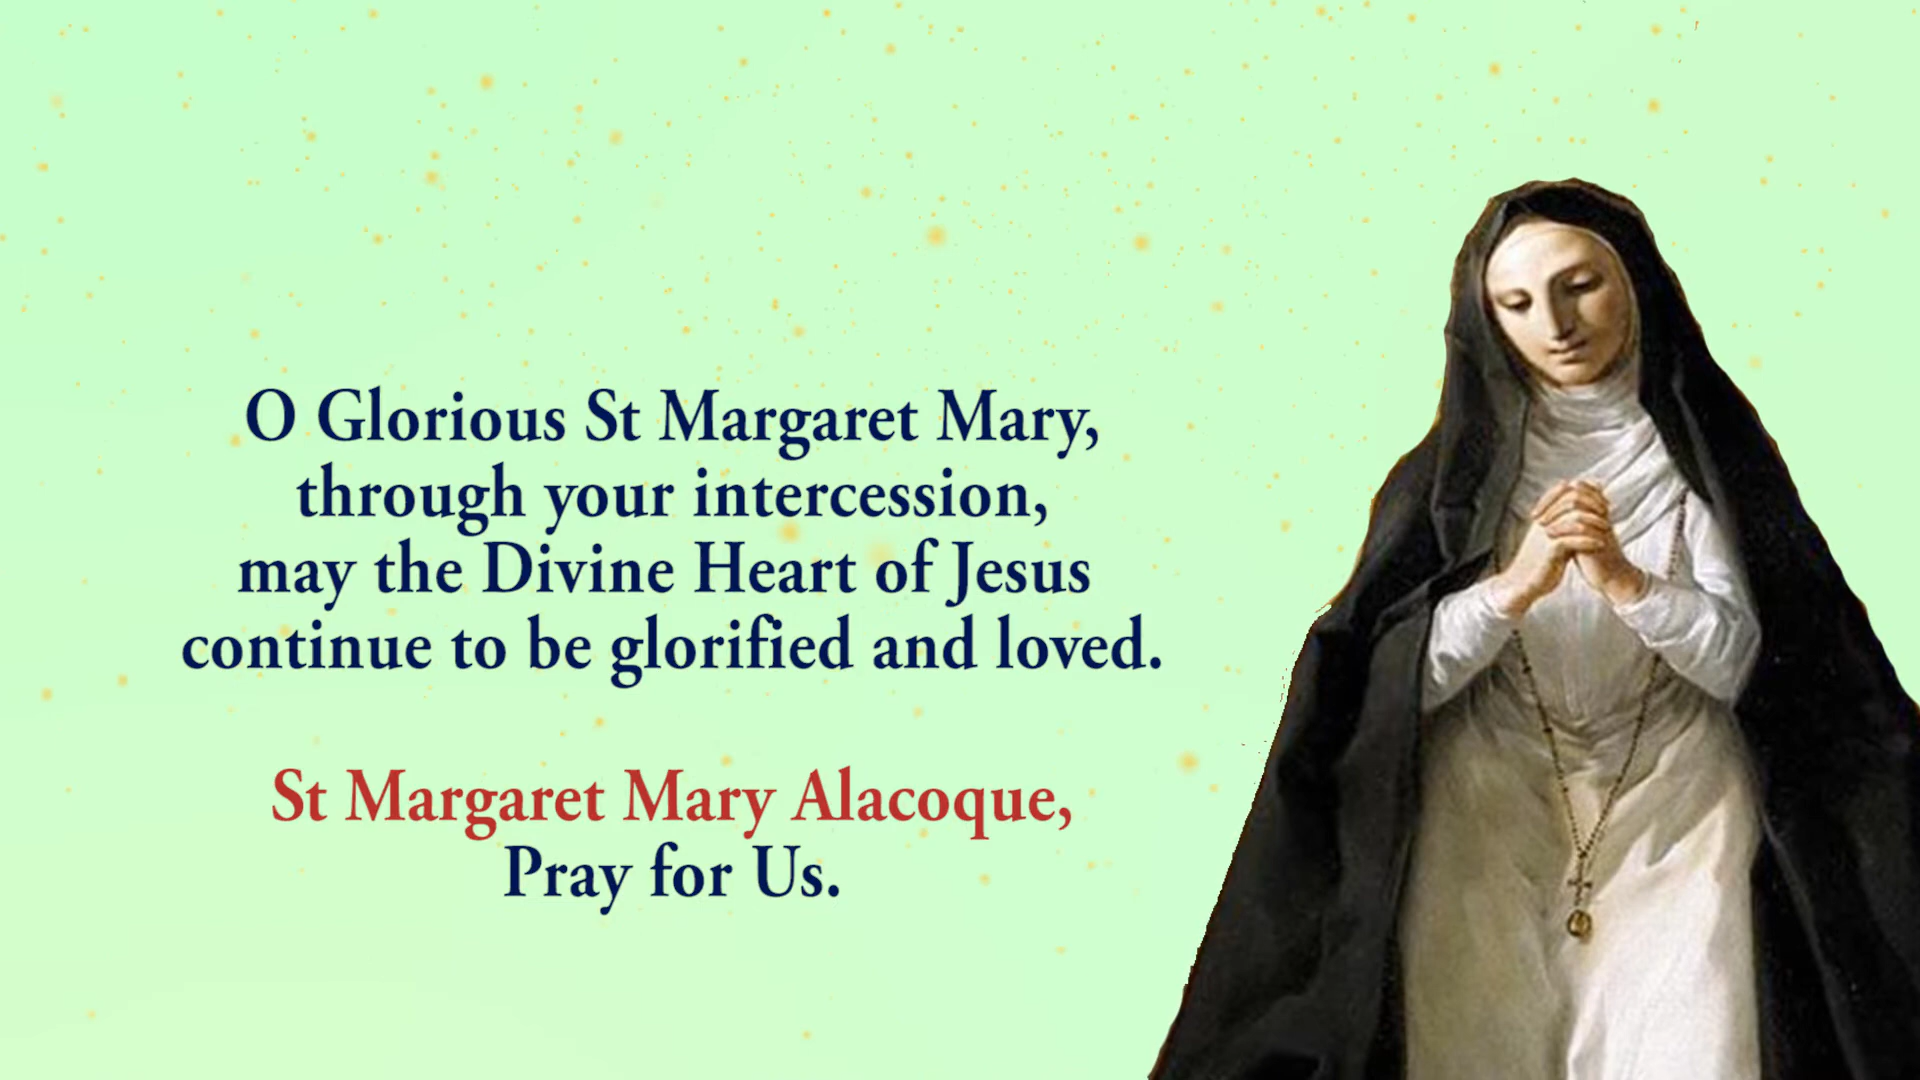 O Glorious St Margaret Mary,
through your intercession,
may the Divine Heart of Jesus
continue to be glorified and loved.
St Margaret Mary Alacoque,
Pray for Us.